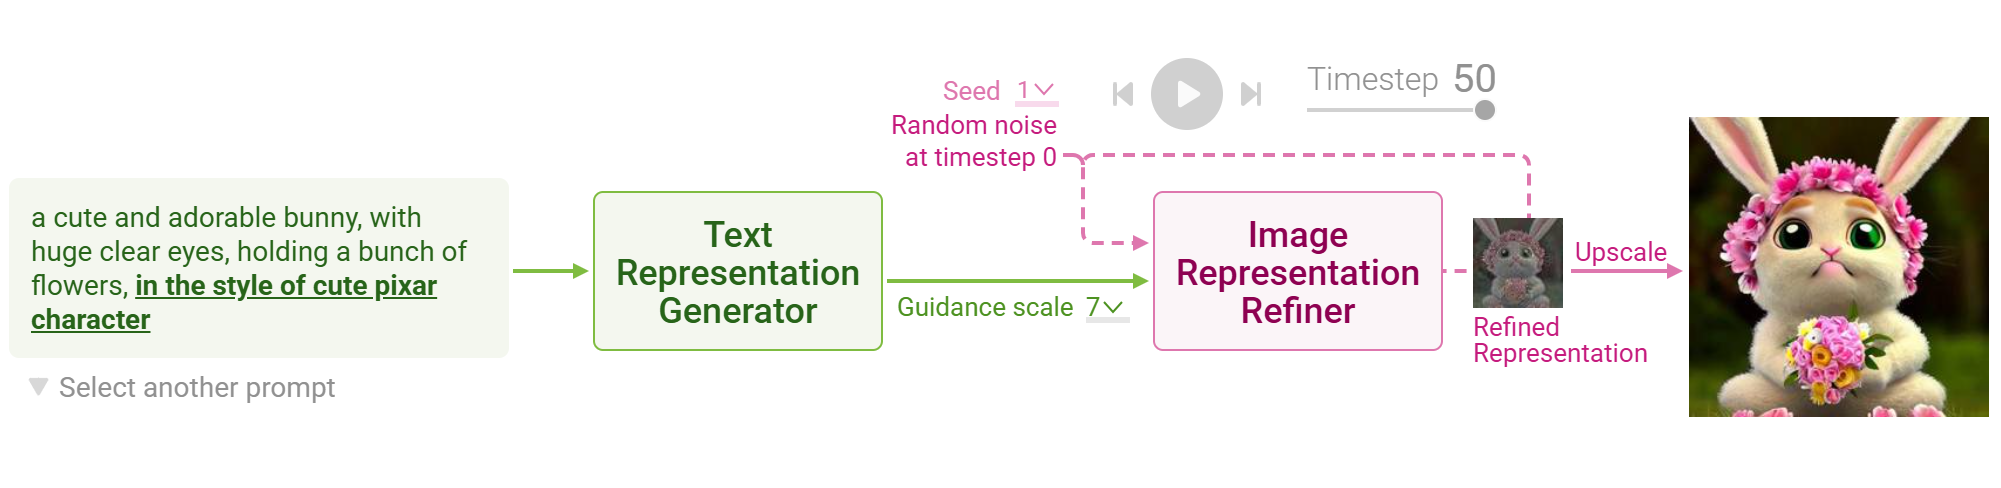 a cute and adorable bunny, with
huge clear eyes, holding a bunch of
flowers, in the style of cute pixar
character
Select another prompt
Text
Representation
Generator
Seed 1
Random noise
at timestep 0
Timestep 50
Guidance scale 7
Image
Representation
Refiner
Refined
Representation
Upscale